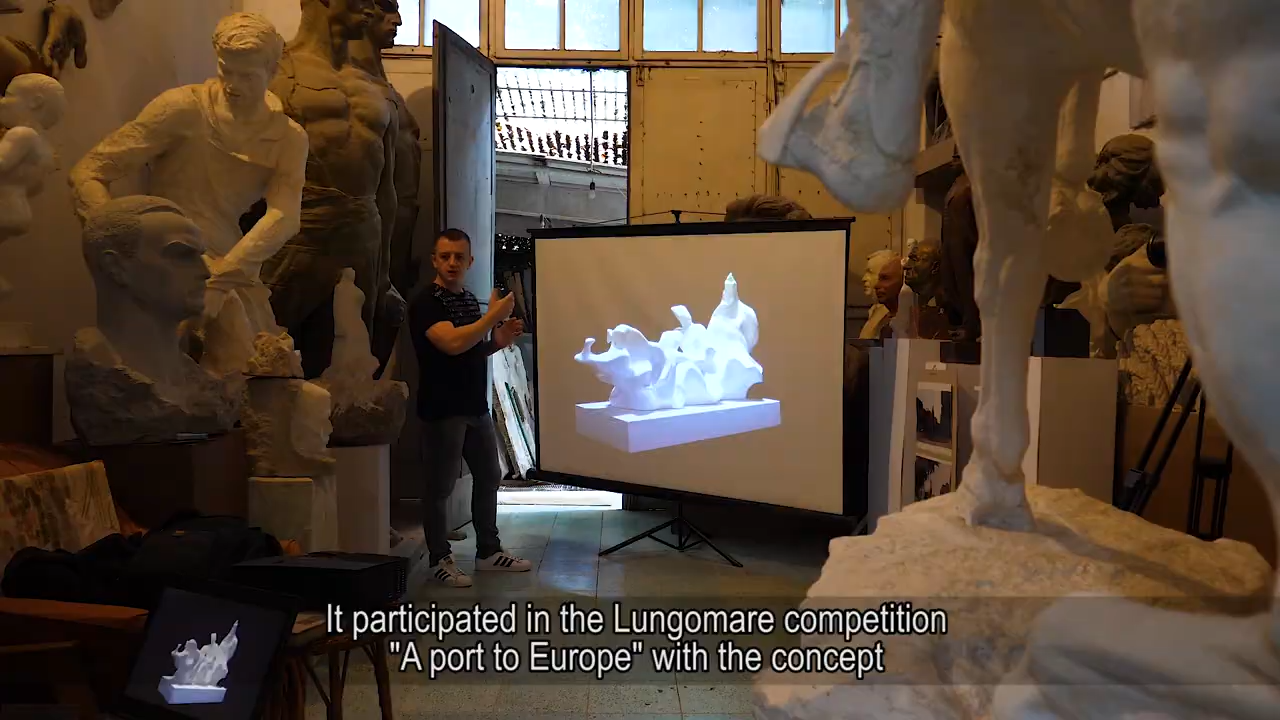 It participated in the Lungomare competition
"A port to Europe" with the concept